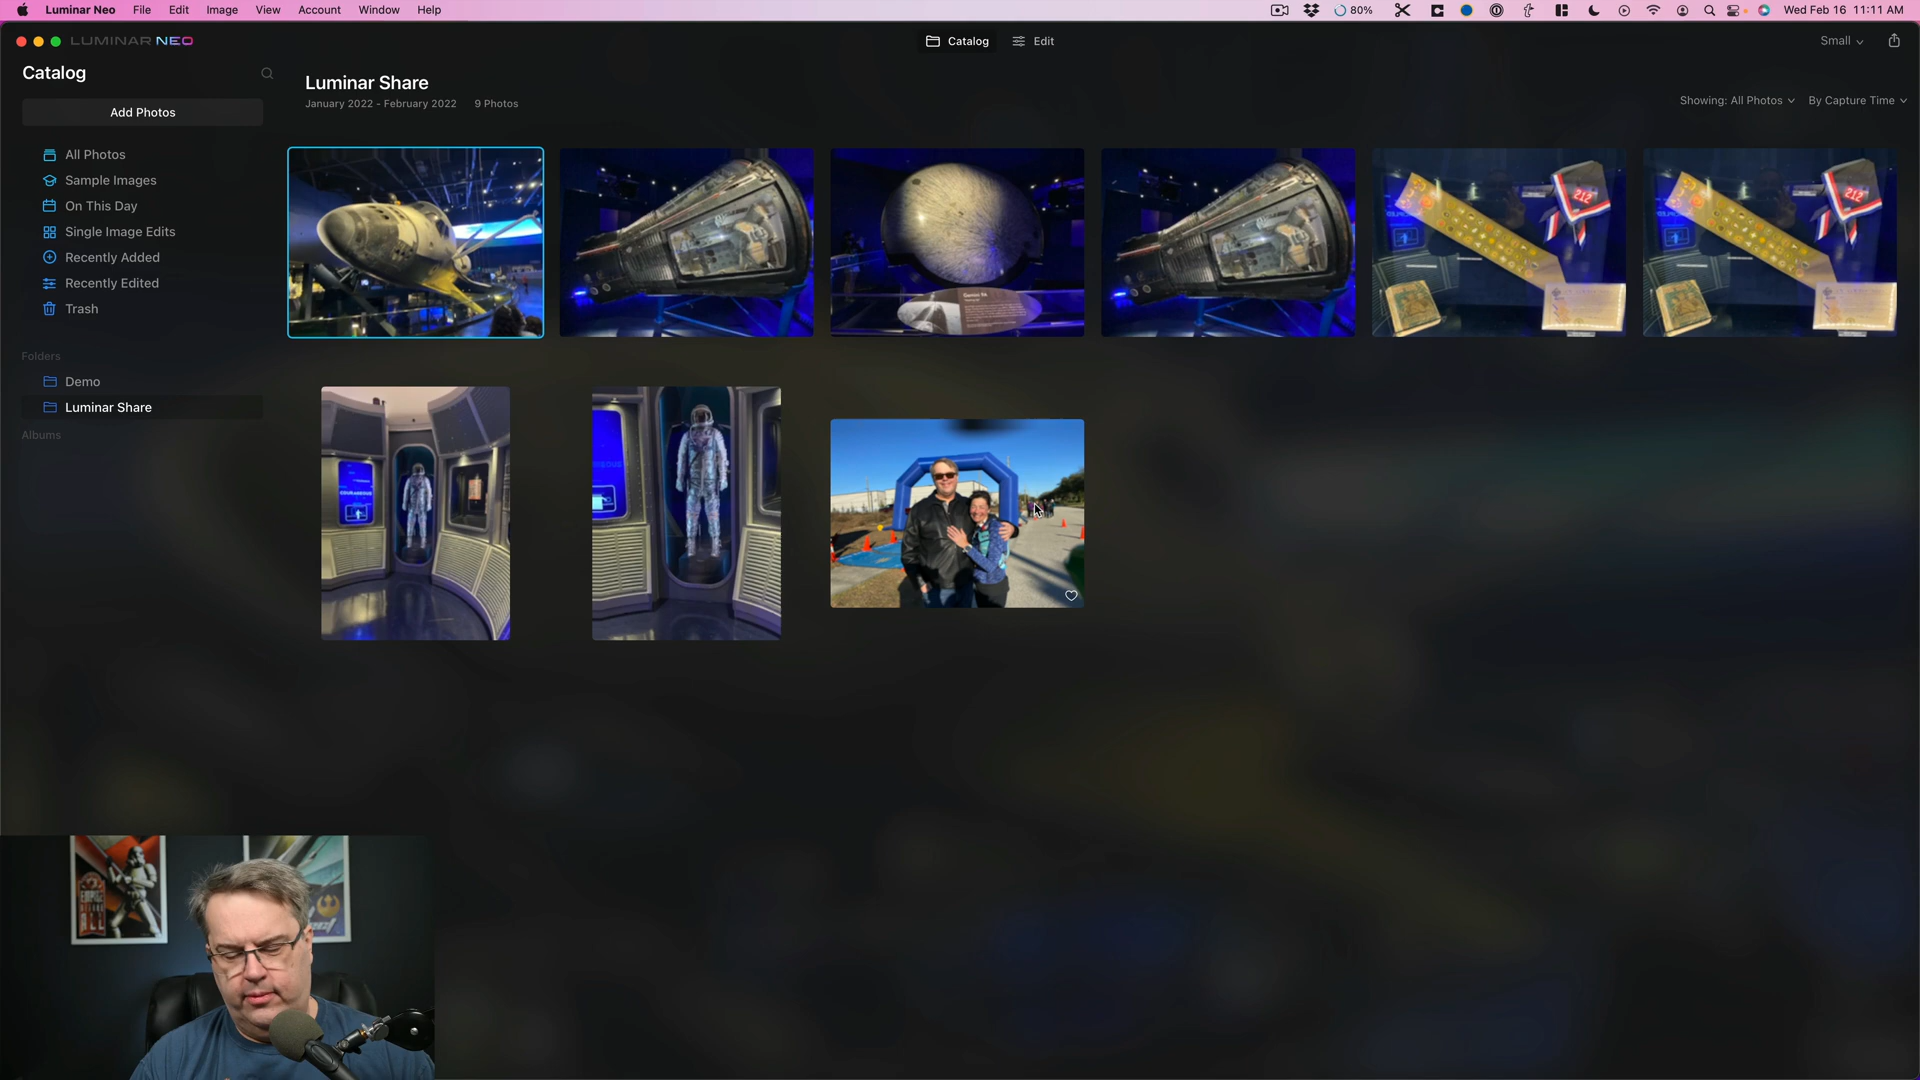 Luminar Neo File Edit Image View Account Window Help
80% Wed Feb 16 11:11 AM
LUMINAR NEO
Catalog Edit
Small
Catalog
Luminar Share
January 2022 - February 2022 9 Photos
Showing: All Photos By Capture Time
Add Photos
All Photos
Sample Images
On This Day
Single Image Edits
Recently Added
Recently Edited
Trash
Folders
Demo
Luminar Share
Albums
212
212
COURAGEOUS